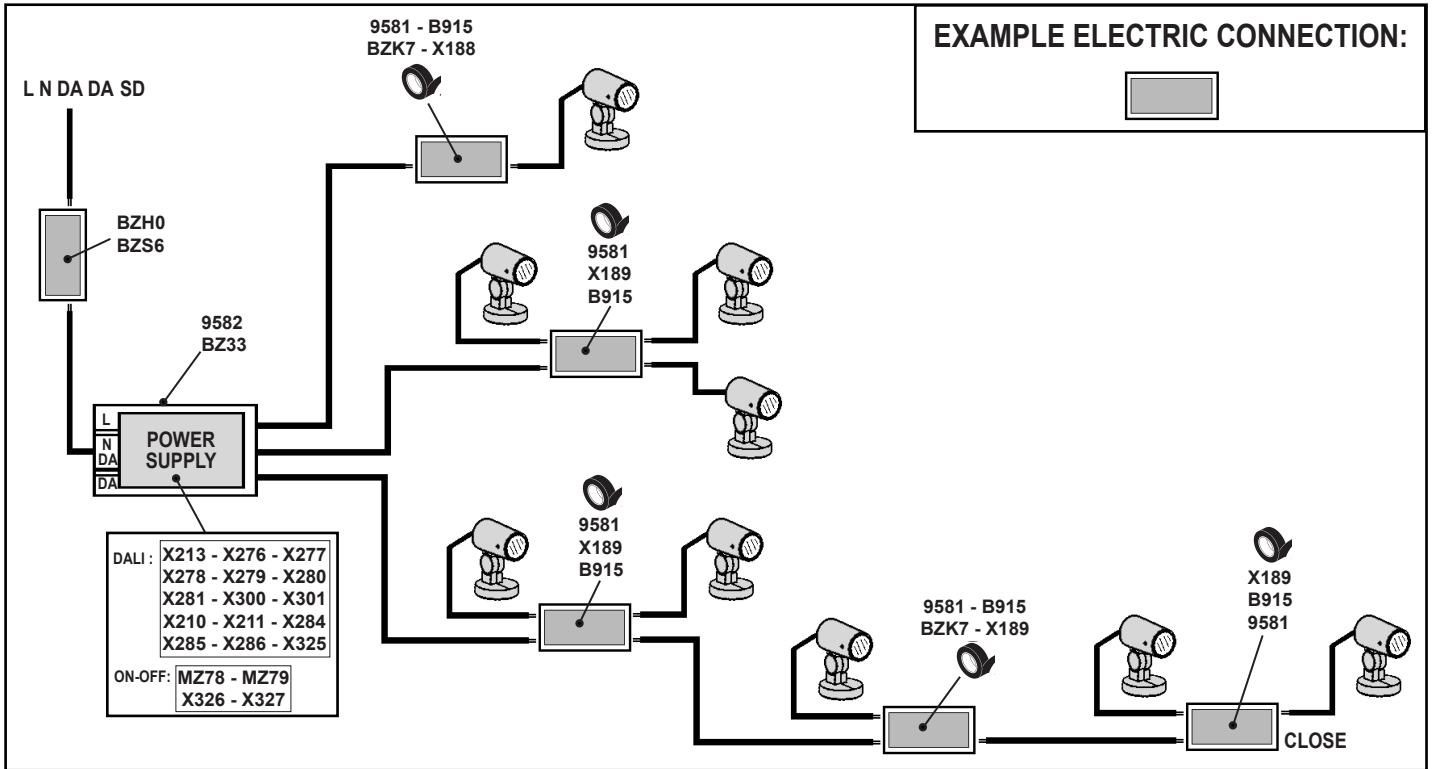 EXAMPLE ELECTRIC CONNECTION:
9581 - B915
BZK7 - X188
L N DA DA SD
BZH0
BZS6
9581
X189
B915
9582
BZ33
L
N
DA
DA
POWER
SUPPLY
DALI :
X213 - X276 - X277
X278 - X279 - X280
X281 - X300 - X301
X210 - X211 - X284
X285 - X286 - X325
ON-OFF:
MZ78 - MZ79
X326 - X327
9581
X189
B915
9581 - B915
BZK7 - X189
X189
B915
9581
CLOSE